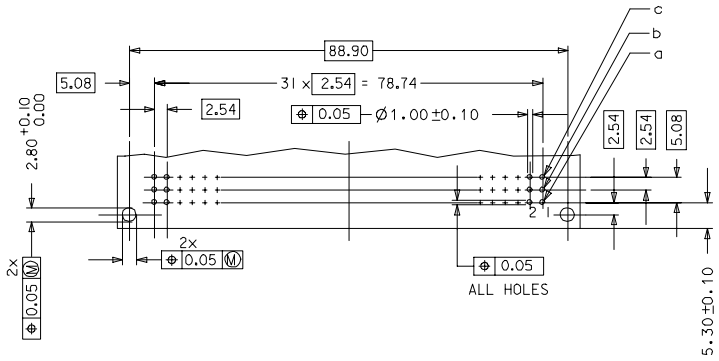 c
b
a
88.90
5.08
31 x 2.54 = 78.74
2.54
⌖ 0.05
Ø1.00±0.10
2.80 +0.10 0.00
2.54
2.54
5.08
2 1
2x
⌖ 0.05 Ⓜ
2x
⌖ 0.05 Ⓜ
⌖ 0.05
ALL HOLES
5.30±0.10